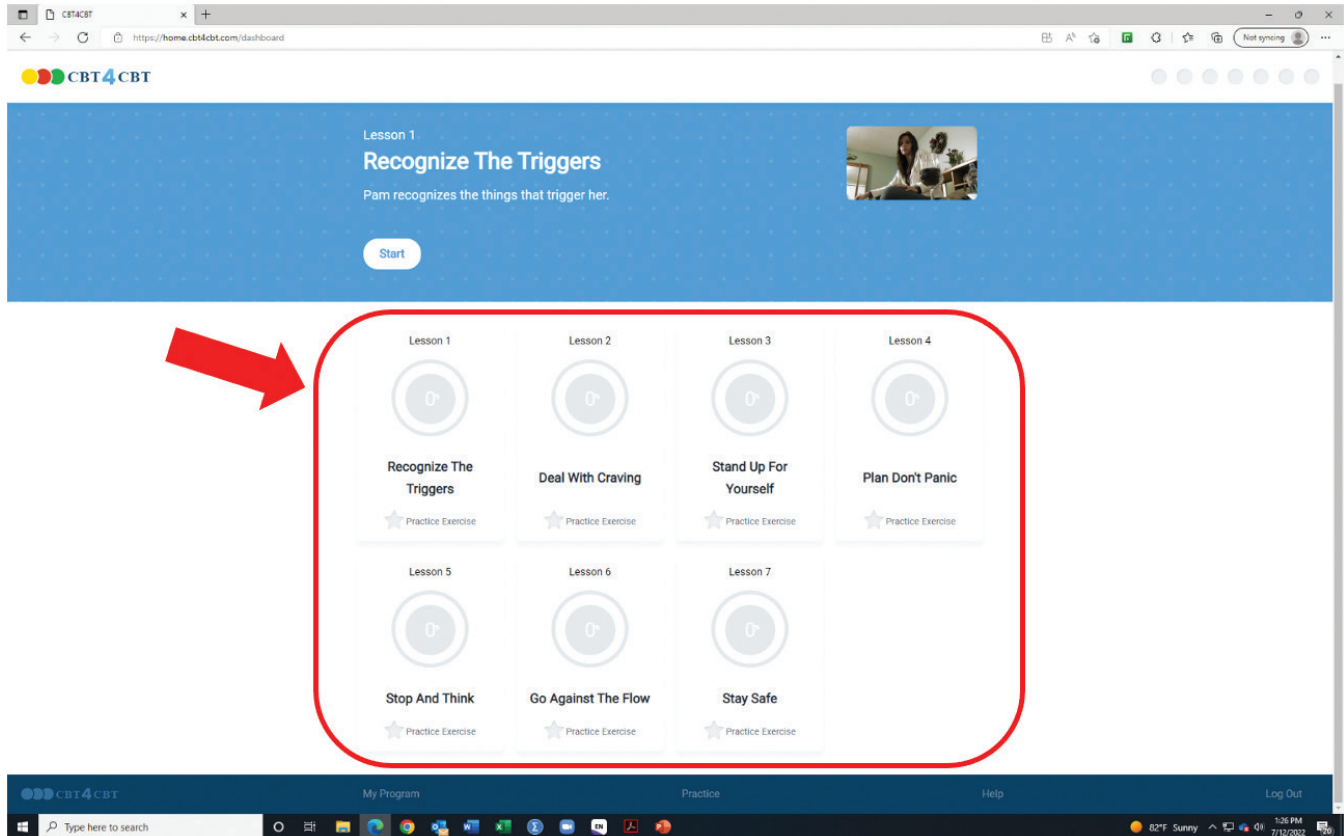 CBT4CBT
https://home.cbt4cbt.com/dashboard
Not syncing
CBT4CBT
Lesson 1
Recognize The Triggers
Pam recognizes the things that trigger her.
Start
Lesson 1
Lesson 2
Lesson 3
Lesson 4
Recognize The
Triggers
Deal With Craving
Stand Up For
Yourself
Plan Don't Panic
Practice Exercise
Practice Exercise
Practice Exercise
Practice Exercise
Lesson 5
Lesson 6
Lesson 7
Stop And Think
Go Against The Flow
Stay Safe
Practice Exercise
Practice Exercise
Practice Exercise
CBT4CBT
My Program
Practice
Help
Log Out
Type here to search
82°F Sunny
1:26 PM
7/12/2022